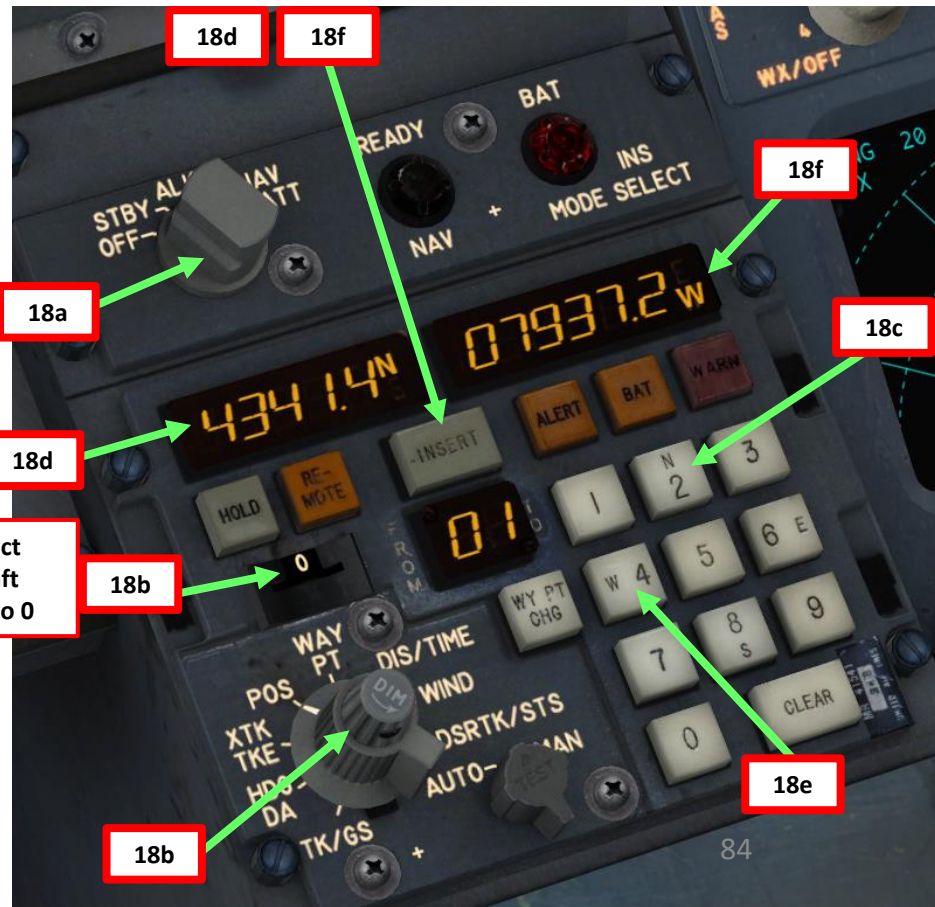 18d
18f
A
S
4
WX/OFF
BAT
READY
INS
MODE SELECT
NAV
+
NAV
ATT
STBY
OFF
G 20
X
18f
18a
18c
4341.4 N
07937.2 W
E
18d
HOLD
RE-
MOTE
-INSERT
ALERT
BAT
WARN
FROM
01
TO
1
N
2
3
W 4
5
6 E
7
8
S
9
0
CLEAR
WY PT
CHG
ct
ft
o 0
18b
0
WAY
PT
DIS/TIME
POS
DIM
WIND
XTK
TKE
DSRTK/STS
HDG
DA
AUTO
MAN
TEST
TK/GS
+
18b
18e
84